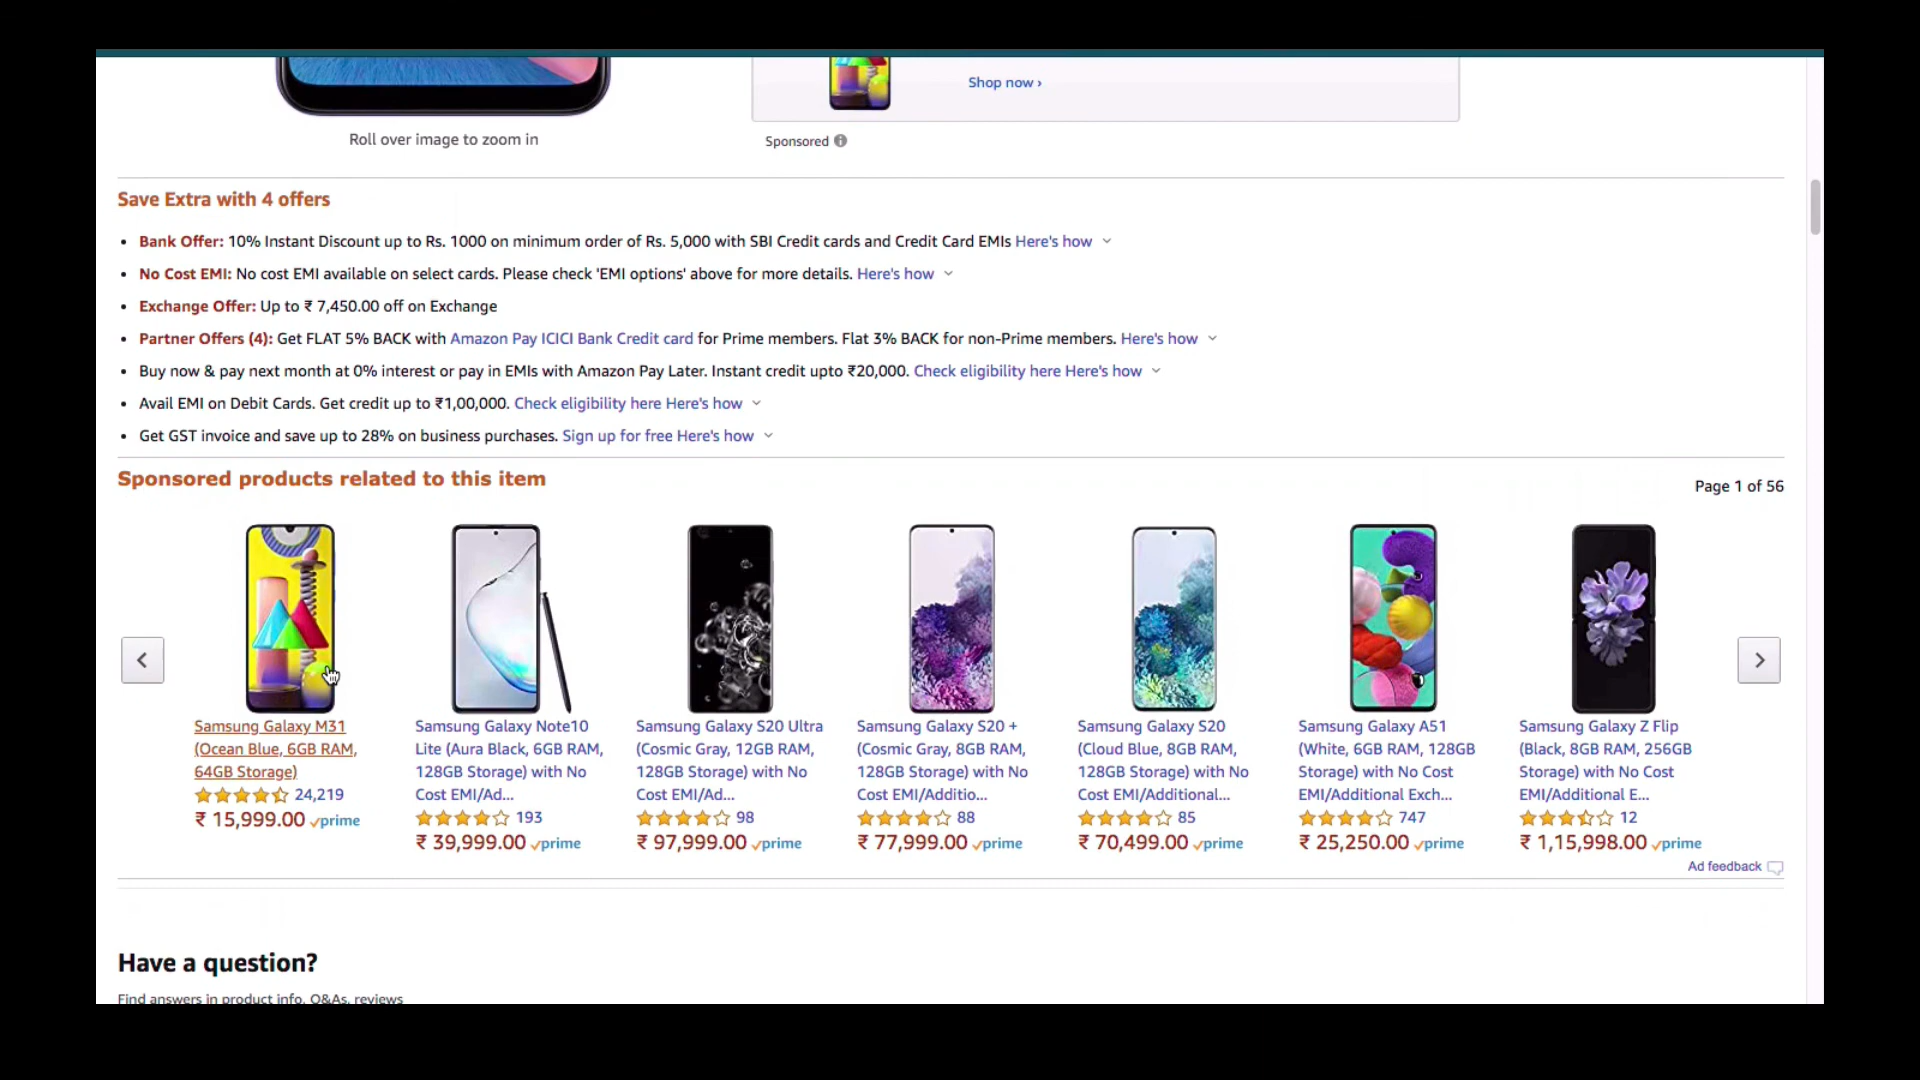 Shop now ›
Roll over image to zoom in
Sponsored
Save Extra with 4 offers
Bank Offer: 10% Instant Discount up to Rs. 1000 on minimum order of Rs. 5,000 with SBI Credit cards and Credit Card EMIs Here's how
No Cost EMI: No cost EMI available on select cards. Please check 'EMI options' above for more details. Here's how
Exchange Offer: Up to ₹ 7,450.00 off on Exchange
Partner Offers (4): Get FLAT 5% BACK with Amazon Pay ICICI Bank Credit card for Prime members. Flat 3% BACK for non-Prime members. Here's how
Buy now & pay next month at 0% interest or pay in EMIs with Amazon Pay Later. Instant credit upto ₹20,000. Check eligibility here Here's how
Avail EMI on Debit Cards. Get credit up to ₹1,00,000. Check eligibility here Here's how
Get GST invoice and save up to 28% on business purchases. Sign up for free Here's how
Sponsored products related to this item
Page 1 of 56
Samsung Galaxy M31
(Ocean Blue, 6GB RAM,
64GB Storage)
24,219
₹ 15,999.00 prime
Samsung Galaxy Note10
Lite (Aura Black, 6GB RAM,
128GB Storage) with No
Cost EMI/Ad...
193
₹ 39,999.00 prime
Samsung Galaxy S20 Ultra
(Cosmic Gray, 12GB RAM,
128GB Storage) with No
Cost EMI/Ad...
98
₹ 97,999.00 prime
Samsung Galaxy S20 +
(Cosmic Gray, 8GB RAM,
128GB Storage) with No
Cost EMI/Additio...
88
₹ 77,999.00 prime
Samsung Galaxy S20
(Cloud Blue, 8GB RAM,
128GB Storage) with No
Cost EMI/Additional...
85
₹ 70,499.00 prime
Samsung Galaxy A51
(White, 6GB RAM, 128GB
Storage) with No Cost
EMI/Additional Exch...
747
₹ 25,250.00 prime
Samsung Galaxy Z Flip
(Black, 8GB RAM, 256GB
Storage) with No Cost
EMI/Additional E...
12
₹ 1,15,998.00 prime
Ad feedback
Have a question?
Find answers in product info, Q&As, reviews